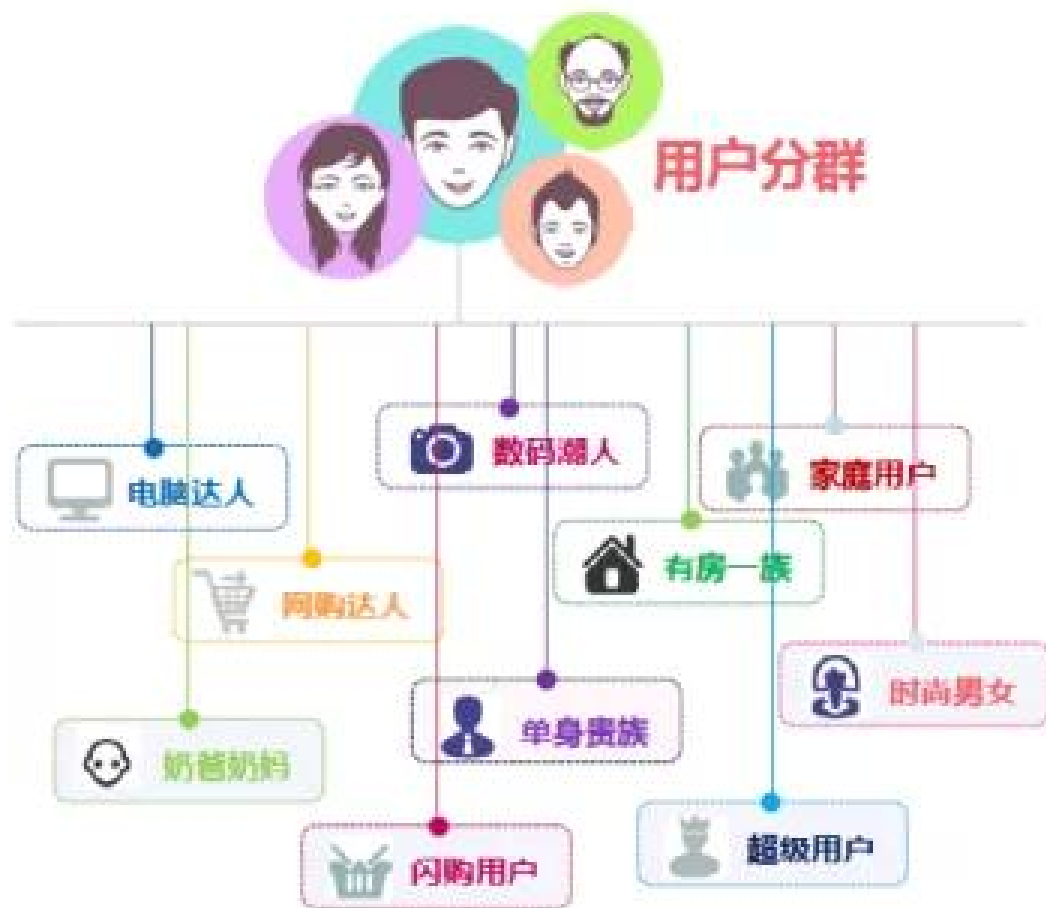 用户分群
数码潮人
家庭用户
电脑达人
有房一族
网购达人
时尚男女
单身贵族
奶爸奶妈
超级用户
闪购用户